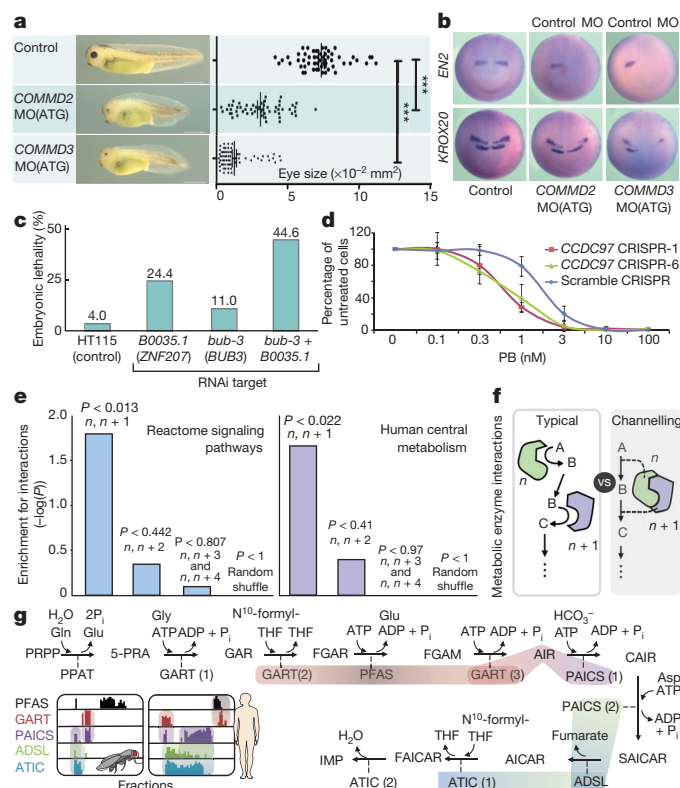 a
Control
COMMD2
MO(ATG)
COMMD3
MO(ATG)
***
***
Eye size (×10⁻² mm²)
0 5 10 15
b
Control MO Control MO
EN2
KROX20
Control COMMD2 COMMD3
MO(ATG) MO(ATG)
c
Embryonic lethality (%)
50
25
0
4.0
24.4
11.0
44.6
HT115 B0035.1 bub-3 bub-3 +
(control) (ZNF207) (BUB3) B0035.1
RNAi target
d
Percentage of
untreated cells
120
80
40
0
CCDC97 CRISPR-1
CCDC97 CRISPR-6
Scramble CRISPR
0 0.1 0.3 1 3 10 100
PB (nM)
e
Enrichment for interactions
(–log(P))
2.0
1.5
1.0
0.5
0
P < 0.013
n, n + 1
Reactome signaling
pathways
P < 0.442
n, n + 2
P < 0.807
n, n + 3
and
n, n + 4
P < 1
Random
shuffle
P < 0.022
n, n + 1
Human central
metabolism
P < 0.41
n, n + 2
P < 0.97
n, n + 3
and
n, n + 4
P < 1
Random
shuffle
f
Metabolic enzyme interactions
Typical
A
B
n
B
C
n + 1
vs
Channelling
A
n
B
n + 1
C
g
H₂O 2Pᵢ
Gln Glu
PRPP
PPAT
5-PRA
Gly
ATP ADP + Pᵢ
GART (1)
GAR
N¹⁰-formyl-
THF THF
GART(2)
FGAR
Glu
ATP ADP + Pᵢ
PFAS
FGAM
ATP ADP + Pᵢ
GART (3)
AIR
HCO₃⁻
ATP ADP + Pᵢ
PAICS (1)
CAIR
Asp
ATP
PAICS (2)
ADP
+ Pᵢ
SAICAR
Fumarate
ADSL
AICAR
N¹⁰-formyl-
THF THF
ATIC (1)
FAICAR
H₂O
ATIC (2)
IMP
PFAS
GART
PAICS
ADSL
ATIC
Fractions